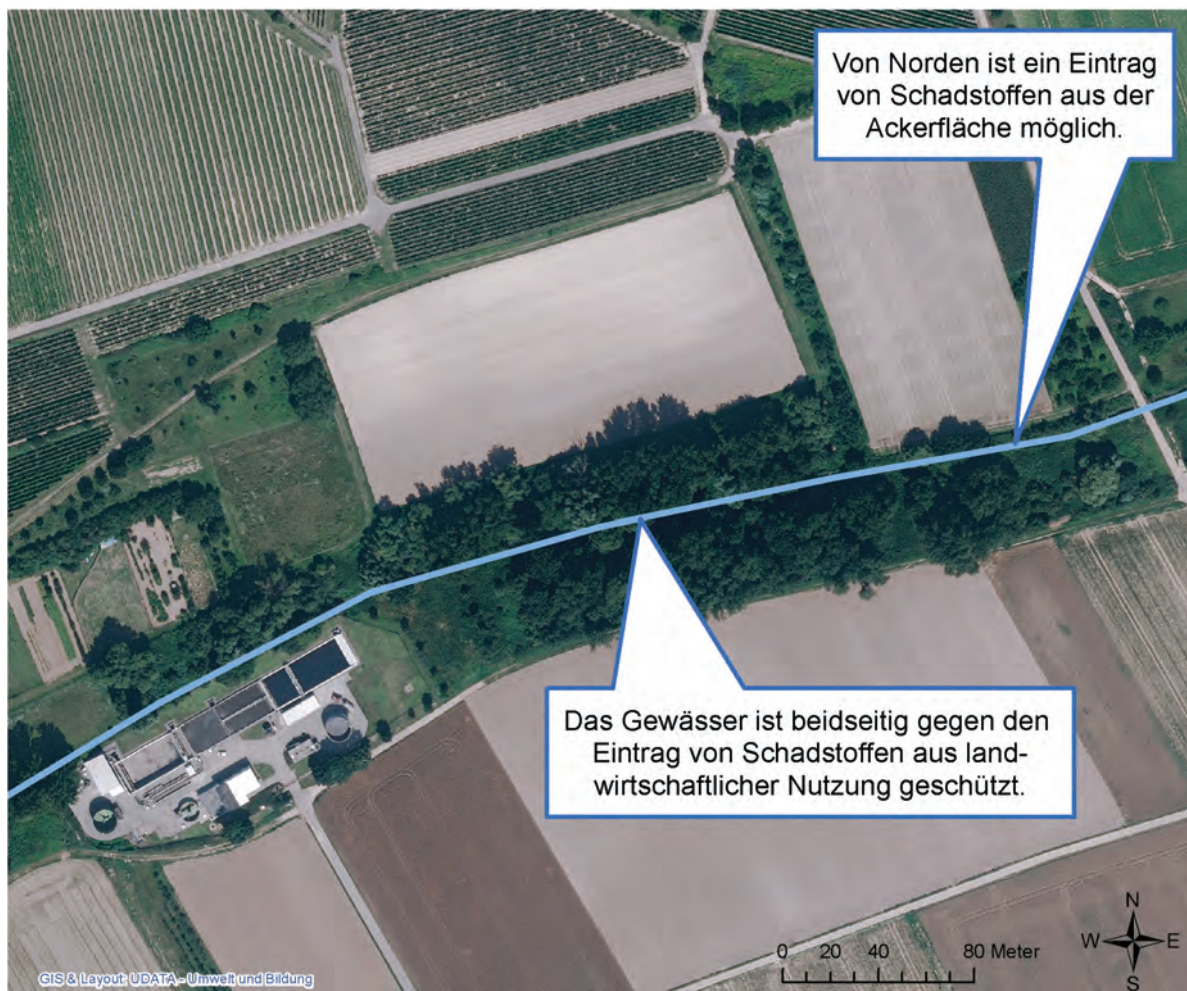 Von Norden ist ein Eintrag
von Schadstoffen aus der
Ackerfläche möglich.
Das Gewässer ist beidseitig gegen den
Eintrag von Schadstoffen aus land-
wirtschaftlicher Nutzung geschützt.
0 20 40 80 Meter
N
W E
S
GIS & Layout: UDATA - Umwelt und Bildung